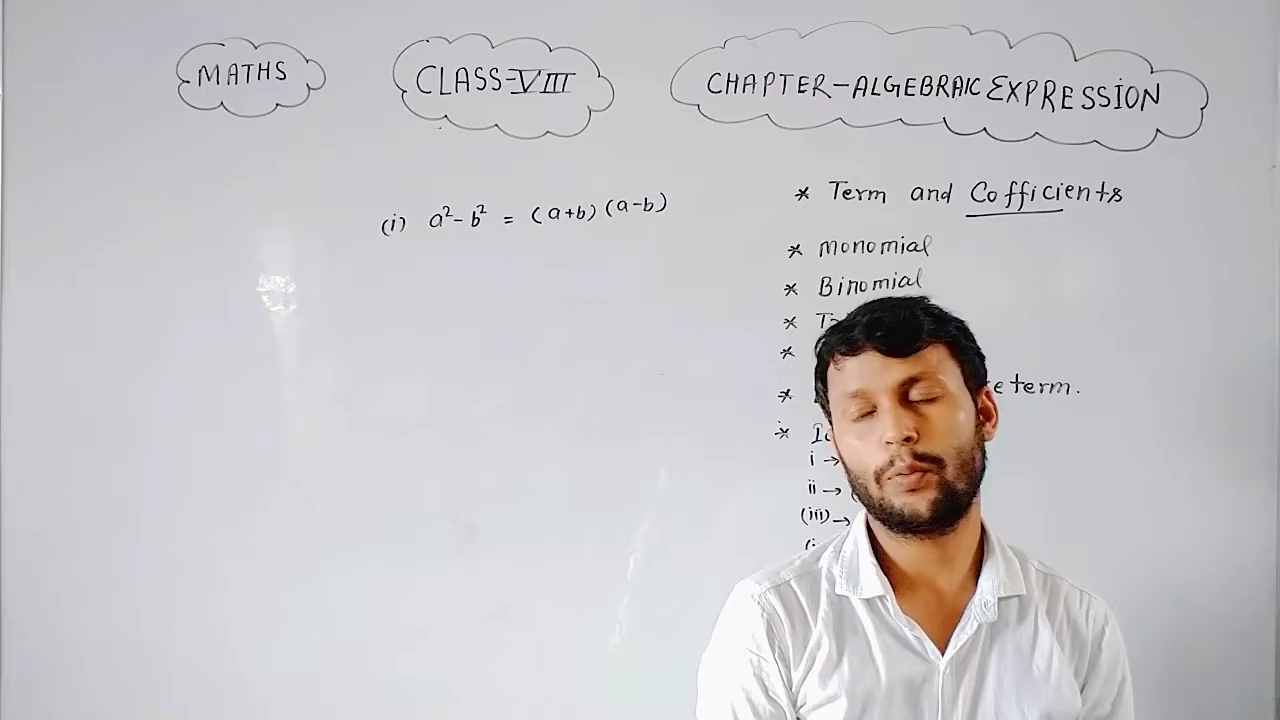 MATHS
CLASS-VIII
CHAPTER-ALGEBRAIC EXPRESSION
(i) a²-b² = (a+b)(a-b)
* Term and Cofficients
* Monomial
* Binomial
*
*
* term.
*
i →
ii → (
(iii) →